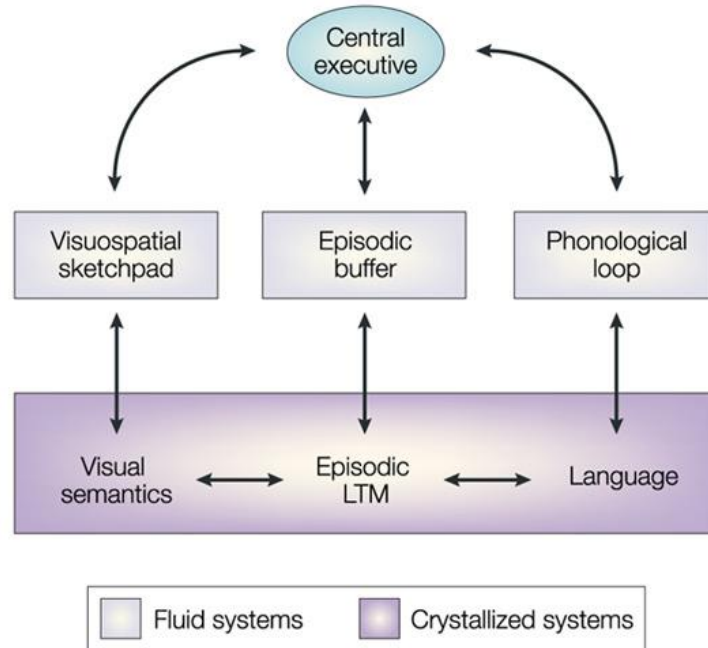 Central
executive
Visuospatial
sketchpad
Episodic
buffer
Phonological
loop
Visual
semantics
Episodic
LTM
Language
Fluid systems
Crystallized systems